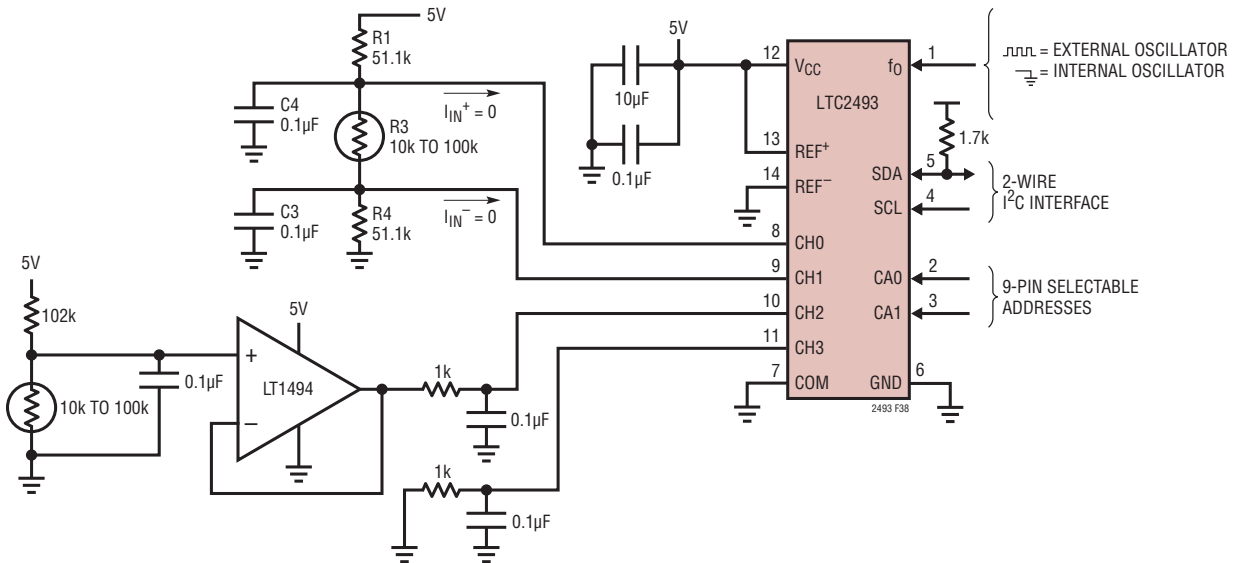 5V
R1
51.1k
C4
0.1µF
I_IN⁺ = 0
R3
10k TO 100k
C3
0.1µF
R4
51.1k
I_IN⁻ = 0
5V
102k
10k TO 100k
0.1µF
5V
+
−
LT1494
1k
0.1µF
1k
0.1µF
5V
10µF
0.1µF
12
V_CC
13
REF⁺
14
REF⁻
8
CH0
9
CH1
10
CH2
11
CH3
7
COM
LTC2493
f_O
1
SDA
5
SCL
4
CA0
2
CA1
3
GND
6
1.7k
= EXTERNAL OSCILLATOR
= INTERNAL OSCILLATOR
2-WIRE
I²C INTERFACE
9-PIN SELECTABLE
ADDRESSES
2493 F38